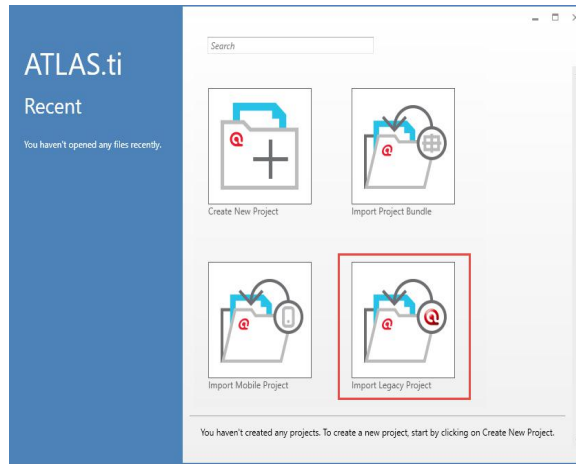 Search
ATLAS.ti
Recent
You haven't opened any files recently.
Create New Project
Import Project Bundle
Import Mobile Project
Import Legacy Project
You haven't created any projects. To create a new project, start by clicking on Create New Project.